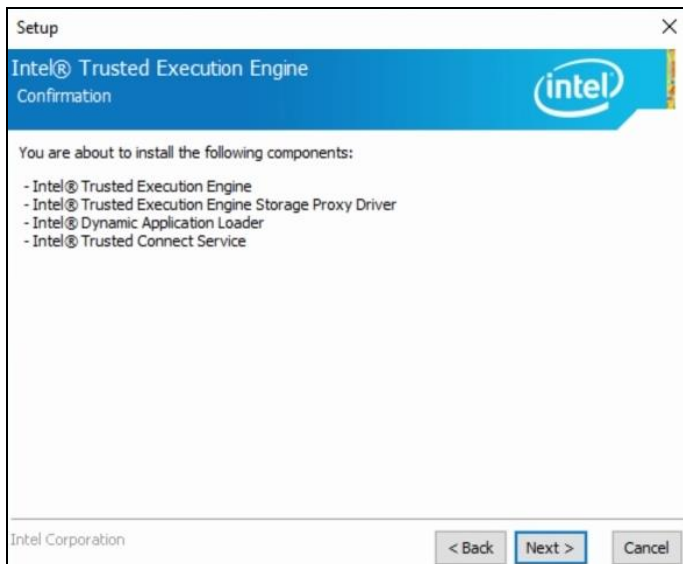 Setup
Intel® Trusted Execution Engine
Confirmation
intel
You are about to install the following components:
- Intel® Trusted Execution Engine
- Intel® Trusted Execution Engine Storage Proxy Driver
- Intel® Dynamic Application Loader
- Intel® Trusted Connect Service
Intel Corporation
< Back Next > Cancel